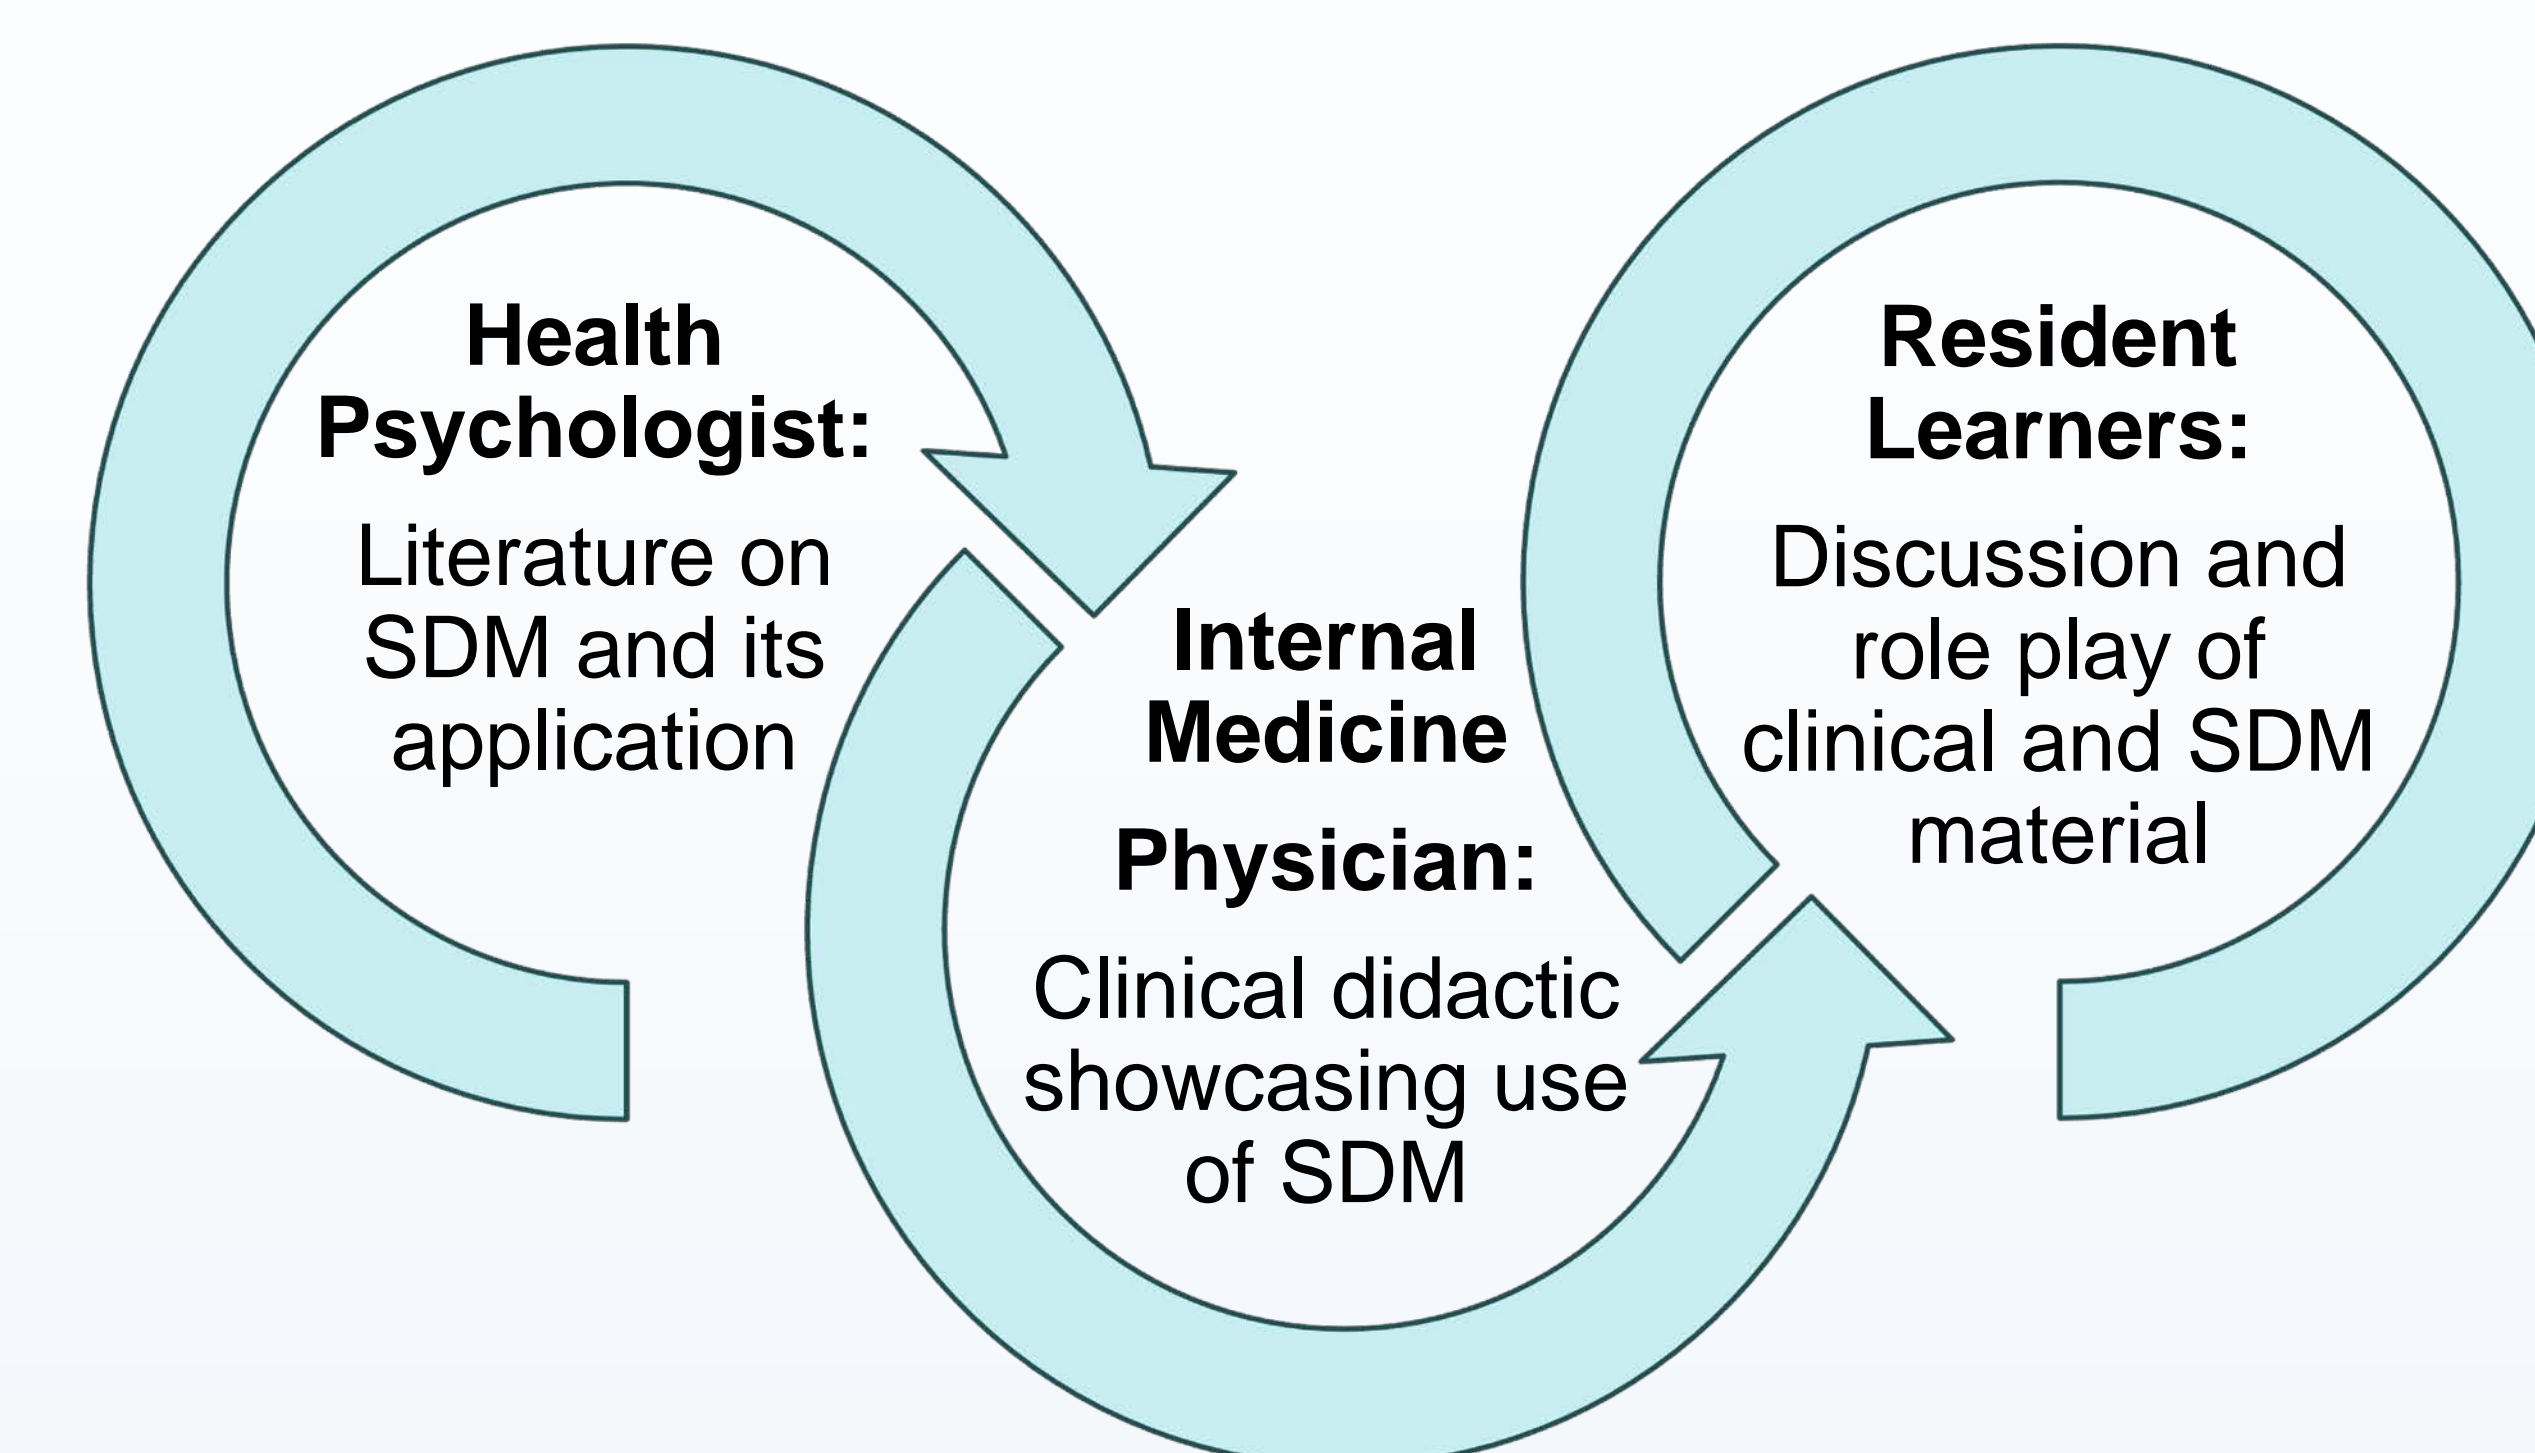 Health
Psychologist:
Literature on
SDM and its
application
Internal
Medicine
Physician:
Clinical didactic
showcasing use
of SDM
Resident
Learners:
Discussion and
role play of
clinical and SDM
material